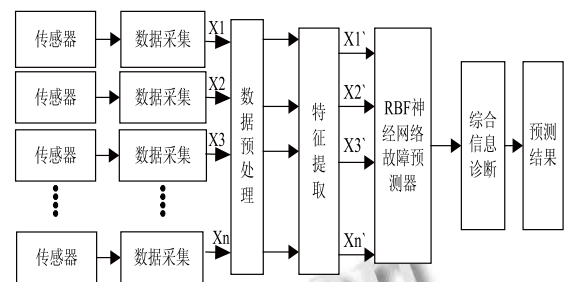 传感器 数据采集 X1
传感器 数据采集 X2
传感器 数据采集 X3
传感器 数据采集 Xn
数据预处理
特征提取
X1`
X2`
X3`
Xn`
RBF神
经网络
故障预
测器
综合
信息
诊断
预测
结果